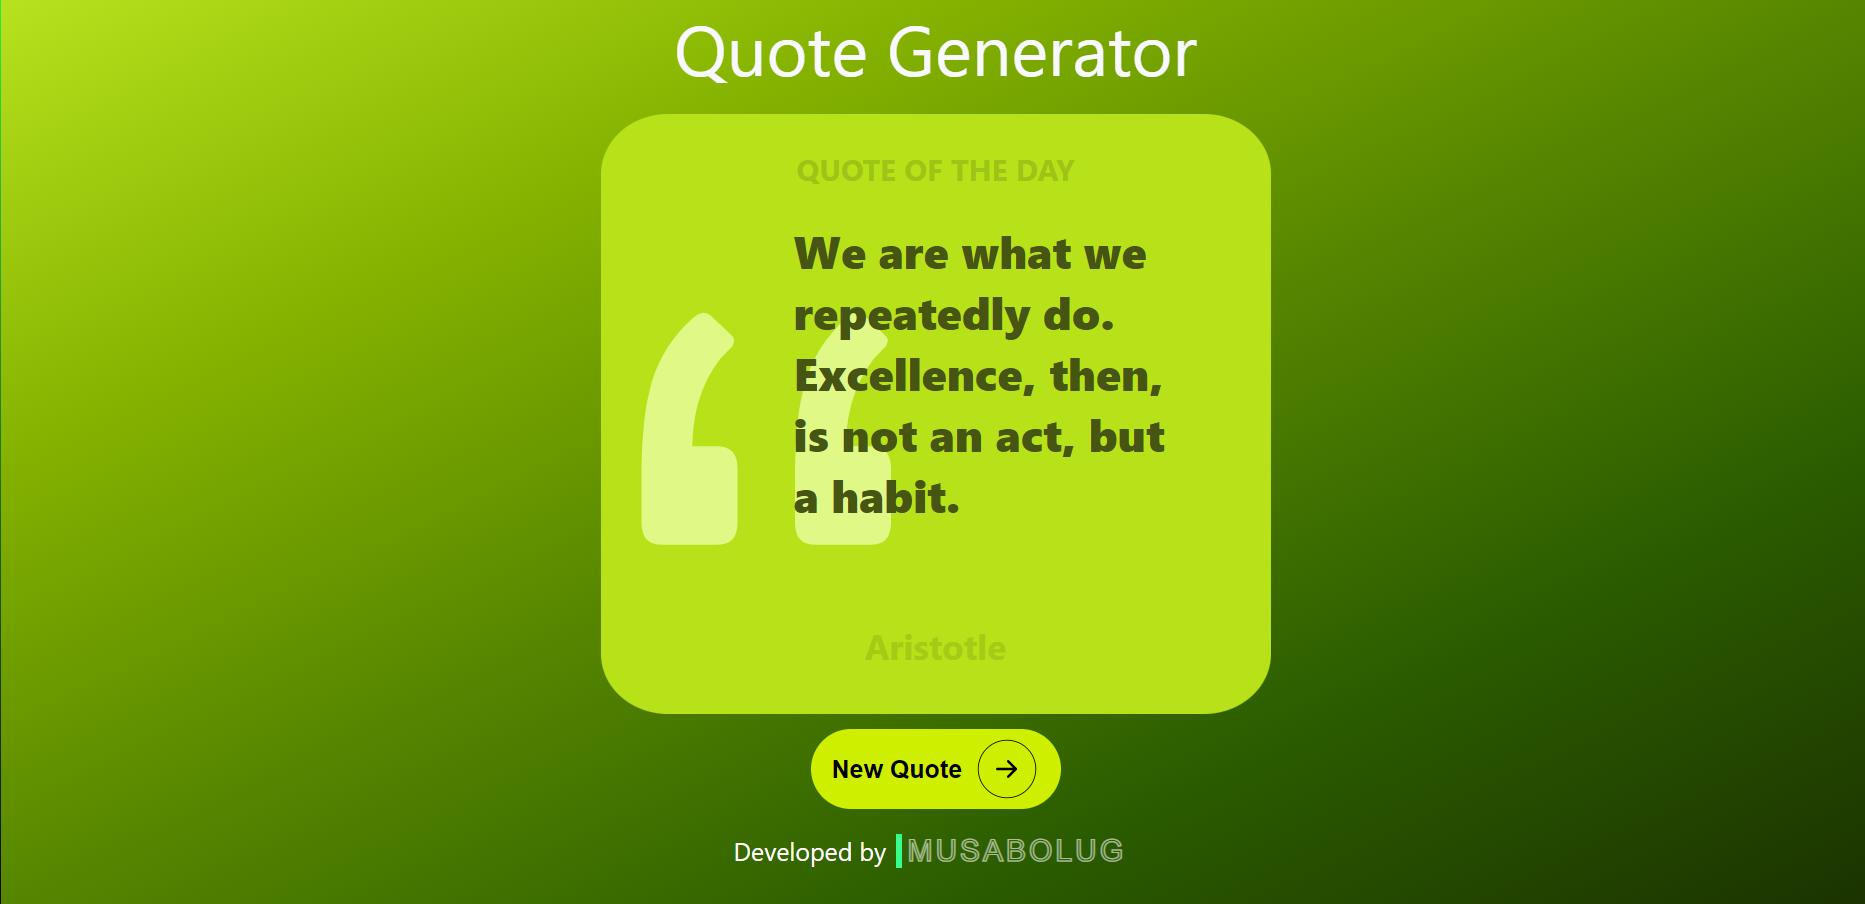 Quote Generator
QUOTE OF THE DAY
We are what we
repeatedly do.
Excellence, then,
is not an act, but
a habit.
Aristotle
New Quote
Developed by MUSABOLUG